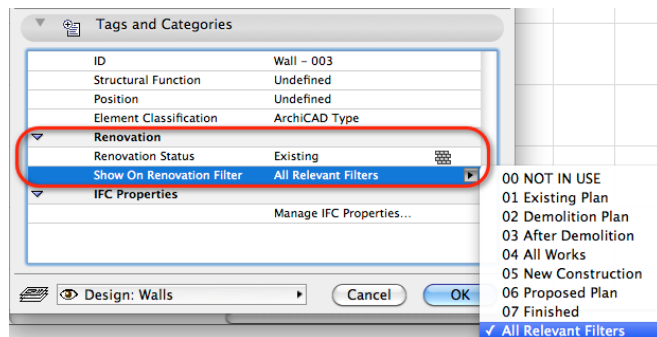 Tags and Categories
ID Wall - 003
Structural Function Undefined
Position Undefined
Element Classification ArchiCAD Type
Renovation
Renovation Status Existing
Show On Renovation Filter All Relevant Filters
IFC Properties
Manage IFC Properties...
Design: Walls Cancel OK
00 NOT IN USE
01 Existing Plan
02 Demolition Plan
03 After Demolition
04 All Works
05 New Construction
06 Proposed Plan
07 Finished
✓ All Relevant Filters